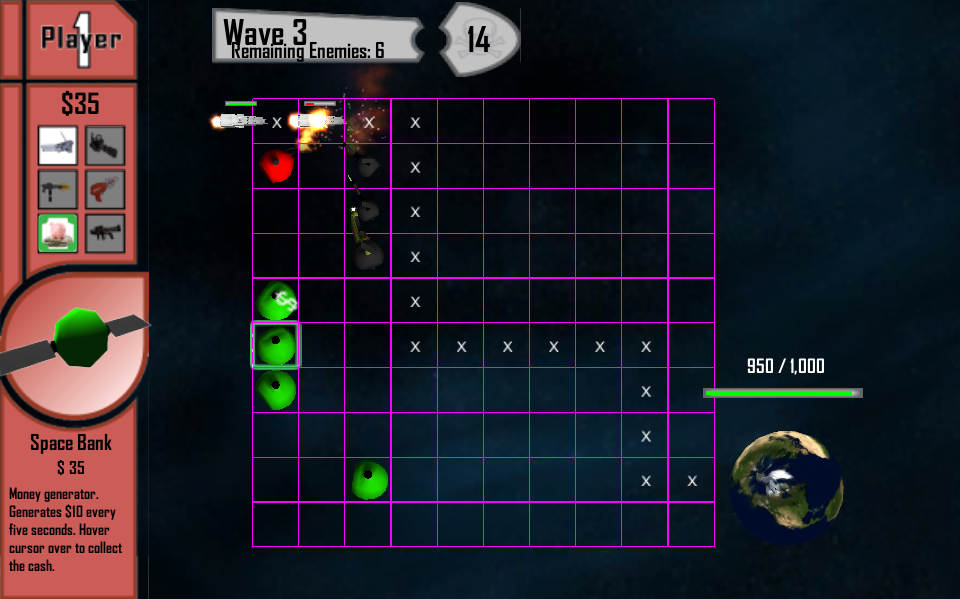 Player
1
$35
Space Bank
$ 35
Money generator.
Generates $10 every
five seconds. Hover
cursor over to collect
the cash.
Wave 3
Remaining Enemies: 6
14
x x x
x
x
x
x
x x x x x x
x
x
x x
$
950 / 1,000